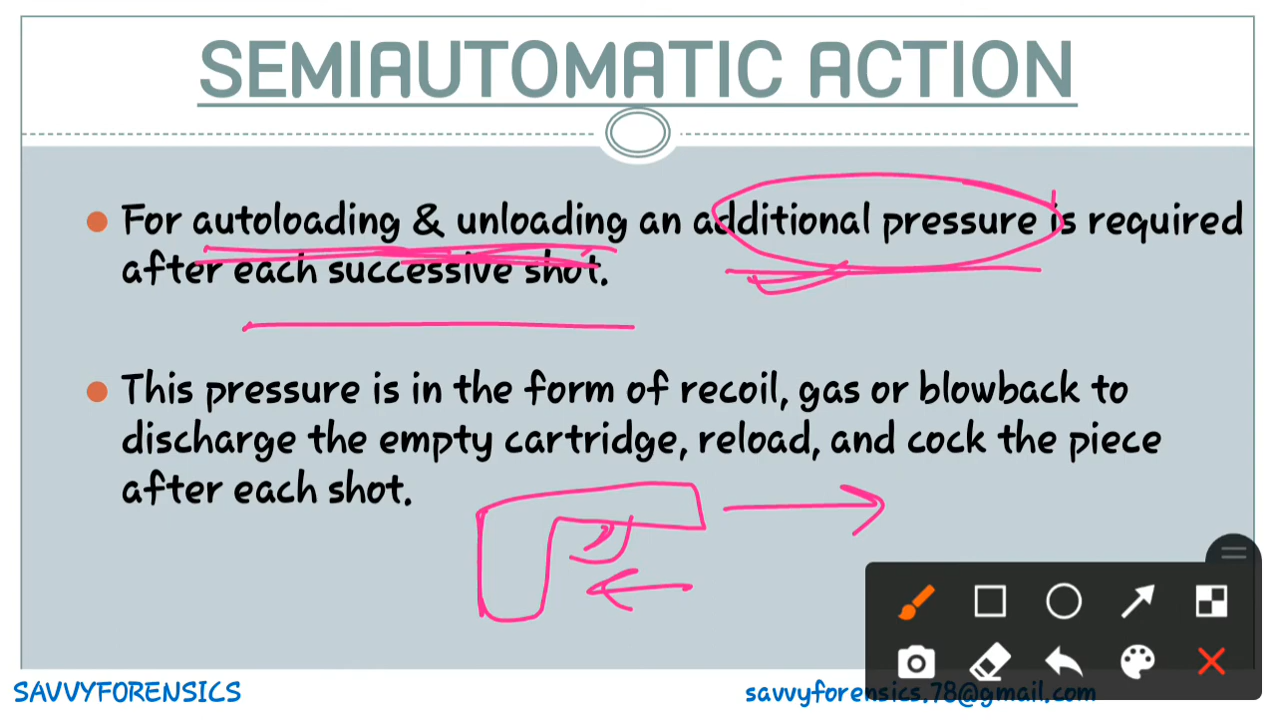 SEMIAUTOMATIC ACTION
For autoloading & unloading an additional pressure is required
after each successive shot.
This pressure is in the form of recoil, gas or blowback to
discharge the empty cartridge, reload, and cock the piece
after each shot.
SAVVYFORENSICS
savvyforensics.78@gmail.com